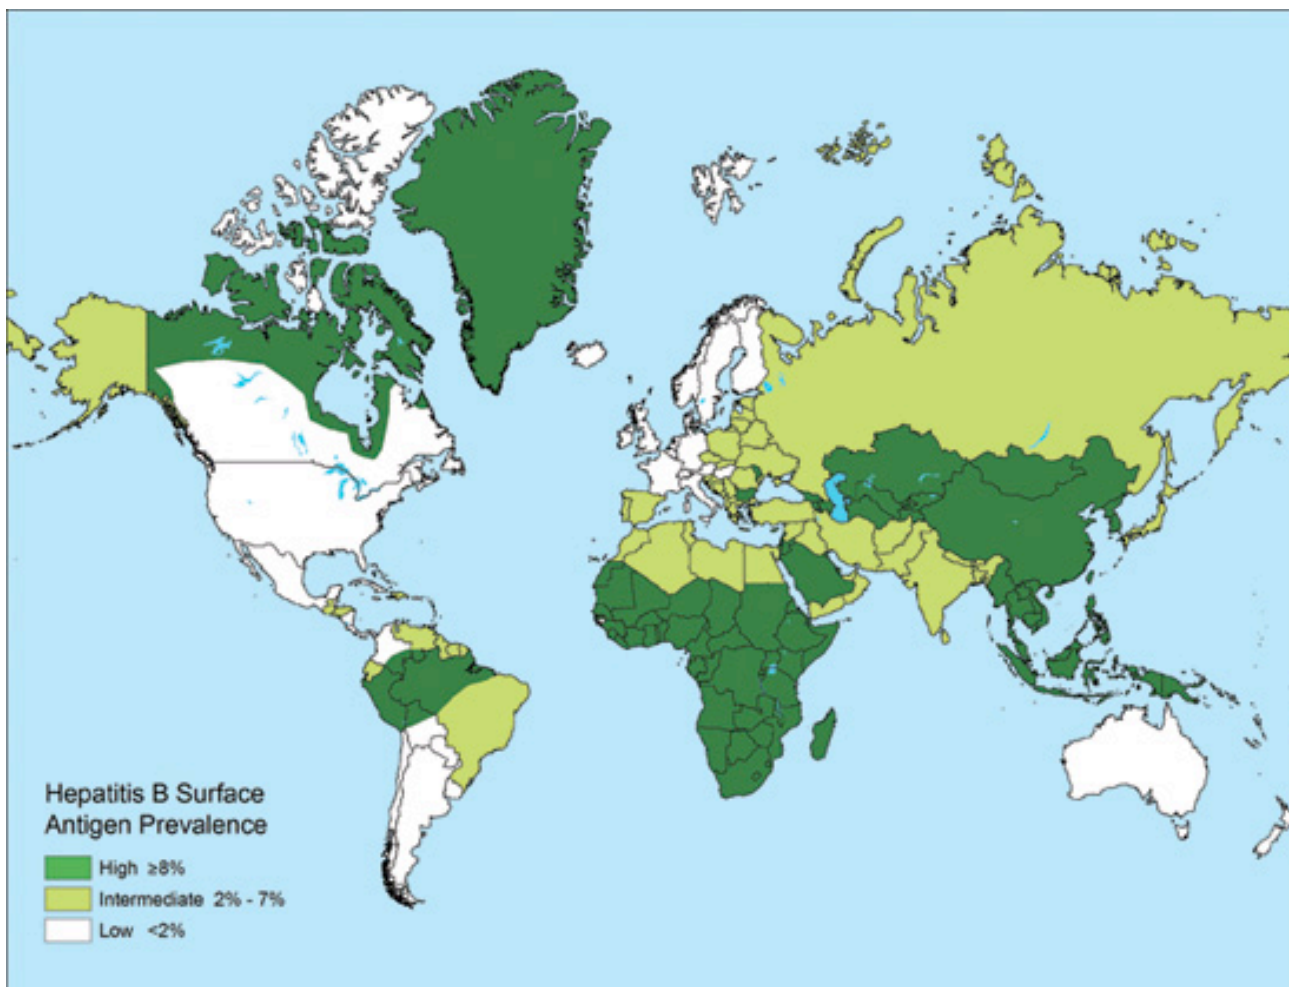 Hepatitis B Surface
Antigen Prevalence
High ≥8%
Intermediate 2% - 7%
Low <2%